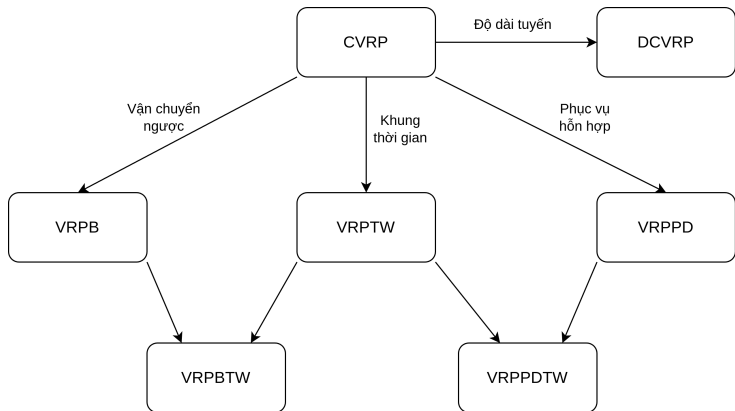 CVRP
Độ dài tuyến
DCVRP
Vận chuyển
ngược
Khung
thời gian
Phục vụ
hỗn hợp
VRPB
VRPTW
VRPPD
VRPBTW
VRPPDTW